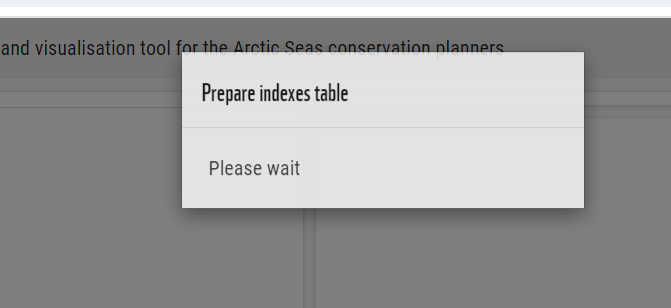 and visualisation tool for the Arctic Seas conservation planners
Prepare indexes table
Please wait